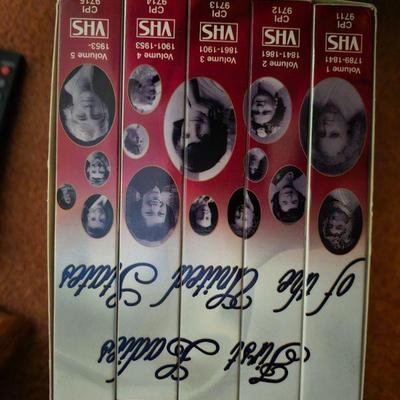 First Ladies
of the United States
Volume 1
1789-1841
VHS
CPI
9711
Volume 2
1841-1861
VHS
CPI
9712
Volume 3
1861-1901
VHS
CPI
9713
Volume 4
1901-1953
VHS
CPI
9714
Volume 5
1953-
VHS
CPI
9715